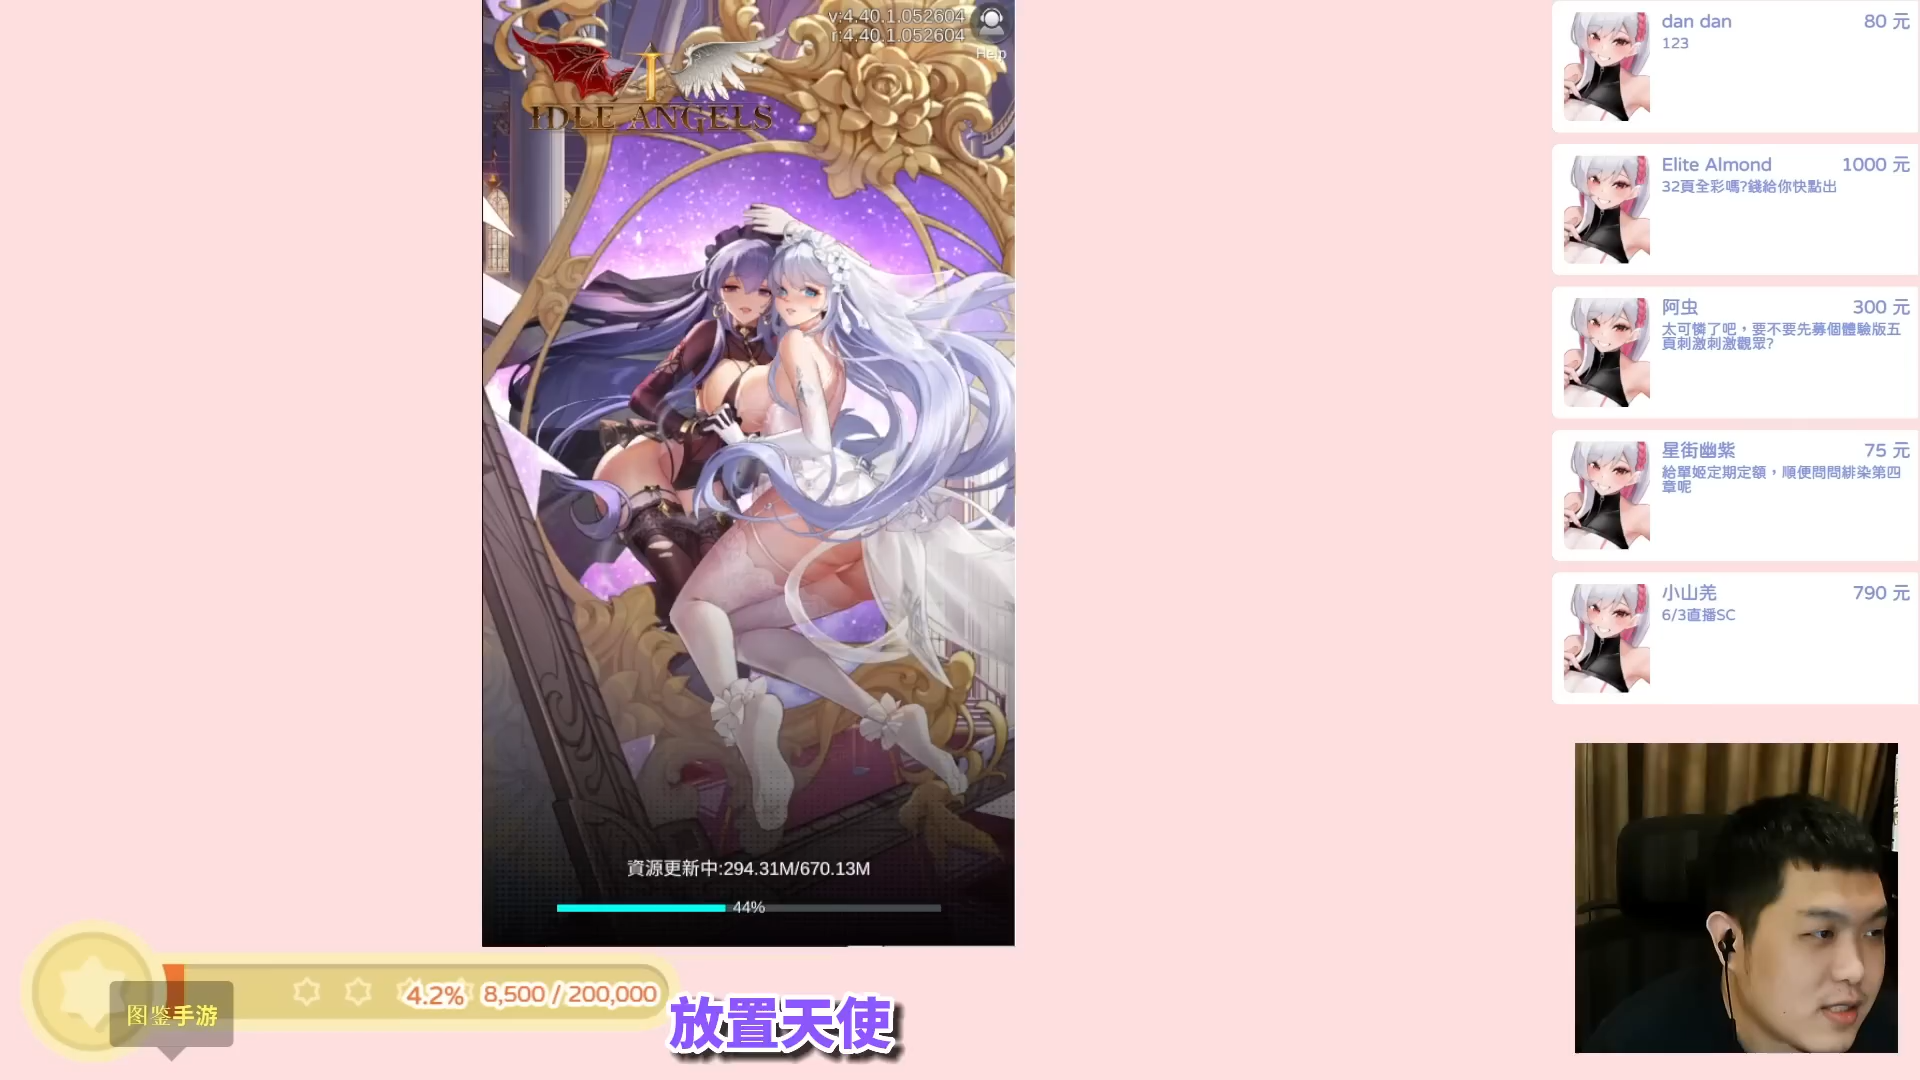 v:4.40.1.052604
r:4.40.1.052604
Help
IDLE ANGELS
資源更新中:294.31M/670.13M
44%
dan dan
80 元
123
Elite Almond
1000 元
32頁全彩嗎?錢給你快點出
阿虫
300 元
太可憐了吧，要不要先募個體驗版五
頁刺激刺激觀眾?
星街幽紫
75 元
給單姬定期定額，順便問問緋染第四
章呢
小山羌
790 元
6/3直播SC
4.2%
8,500 / 200,000
图鉴手游
放置天使